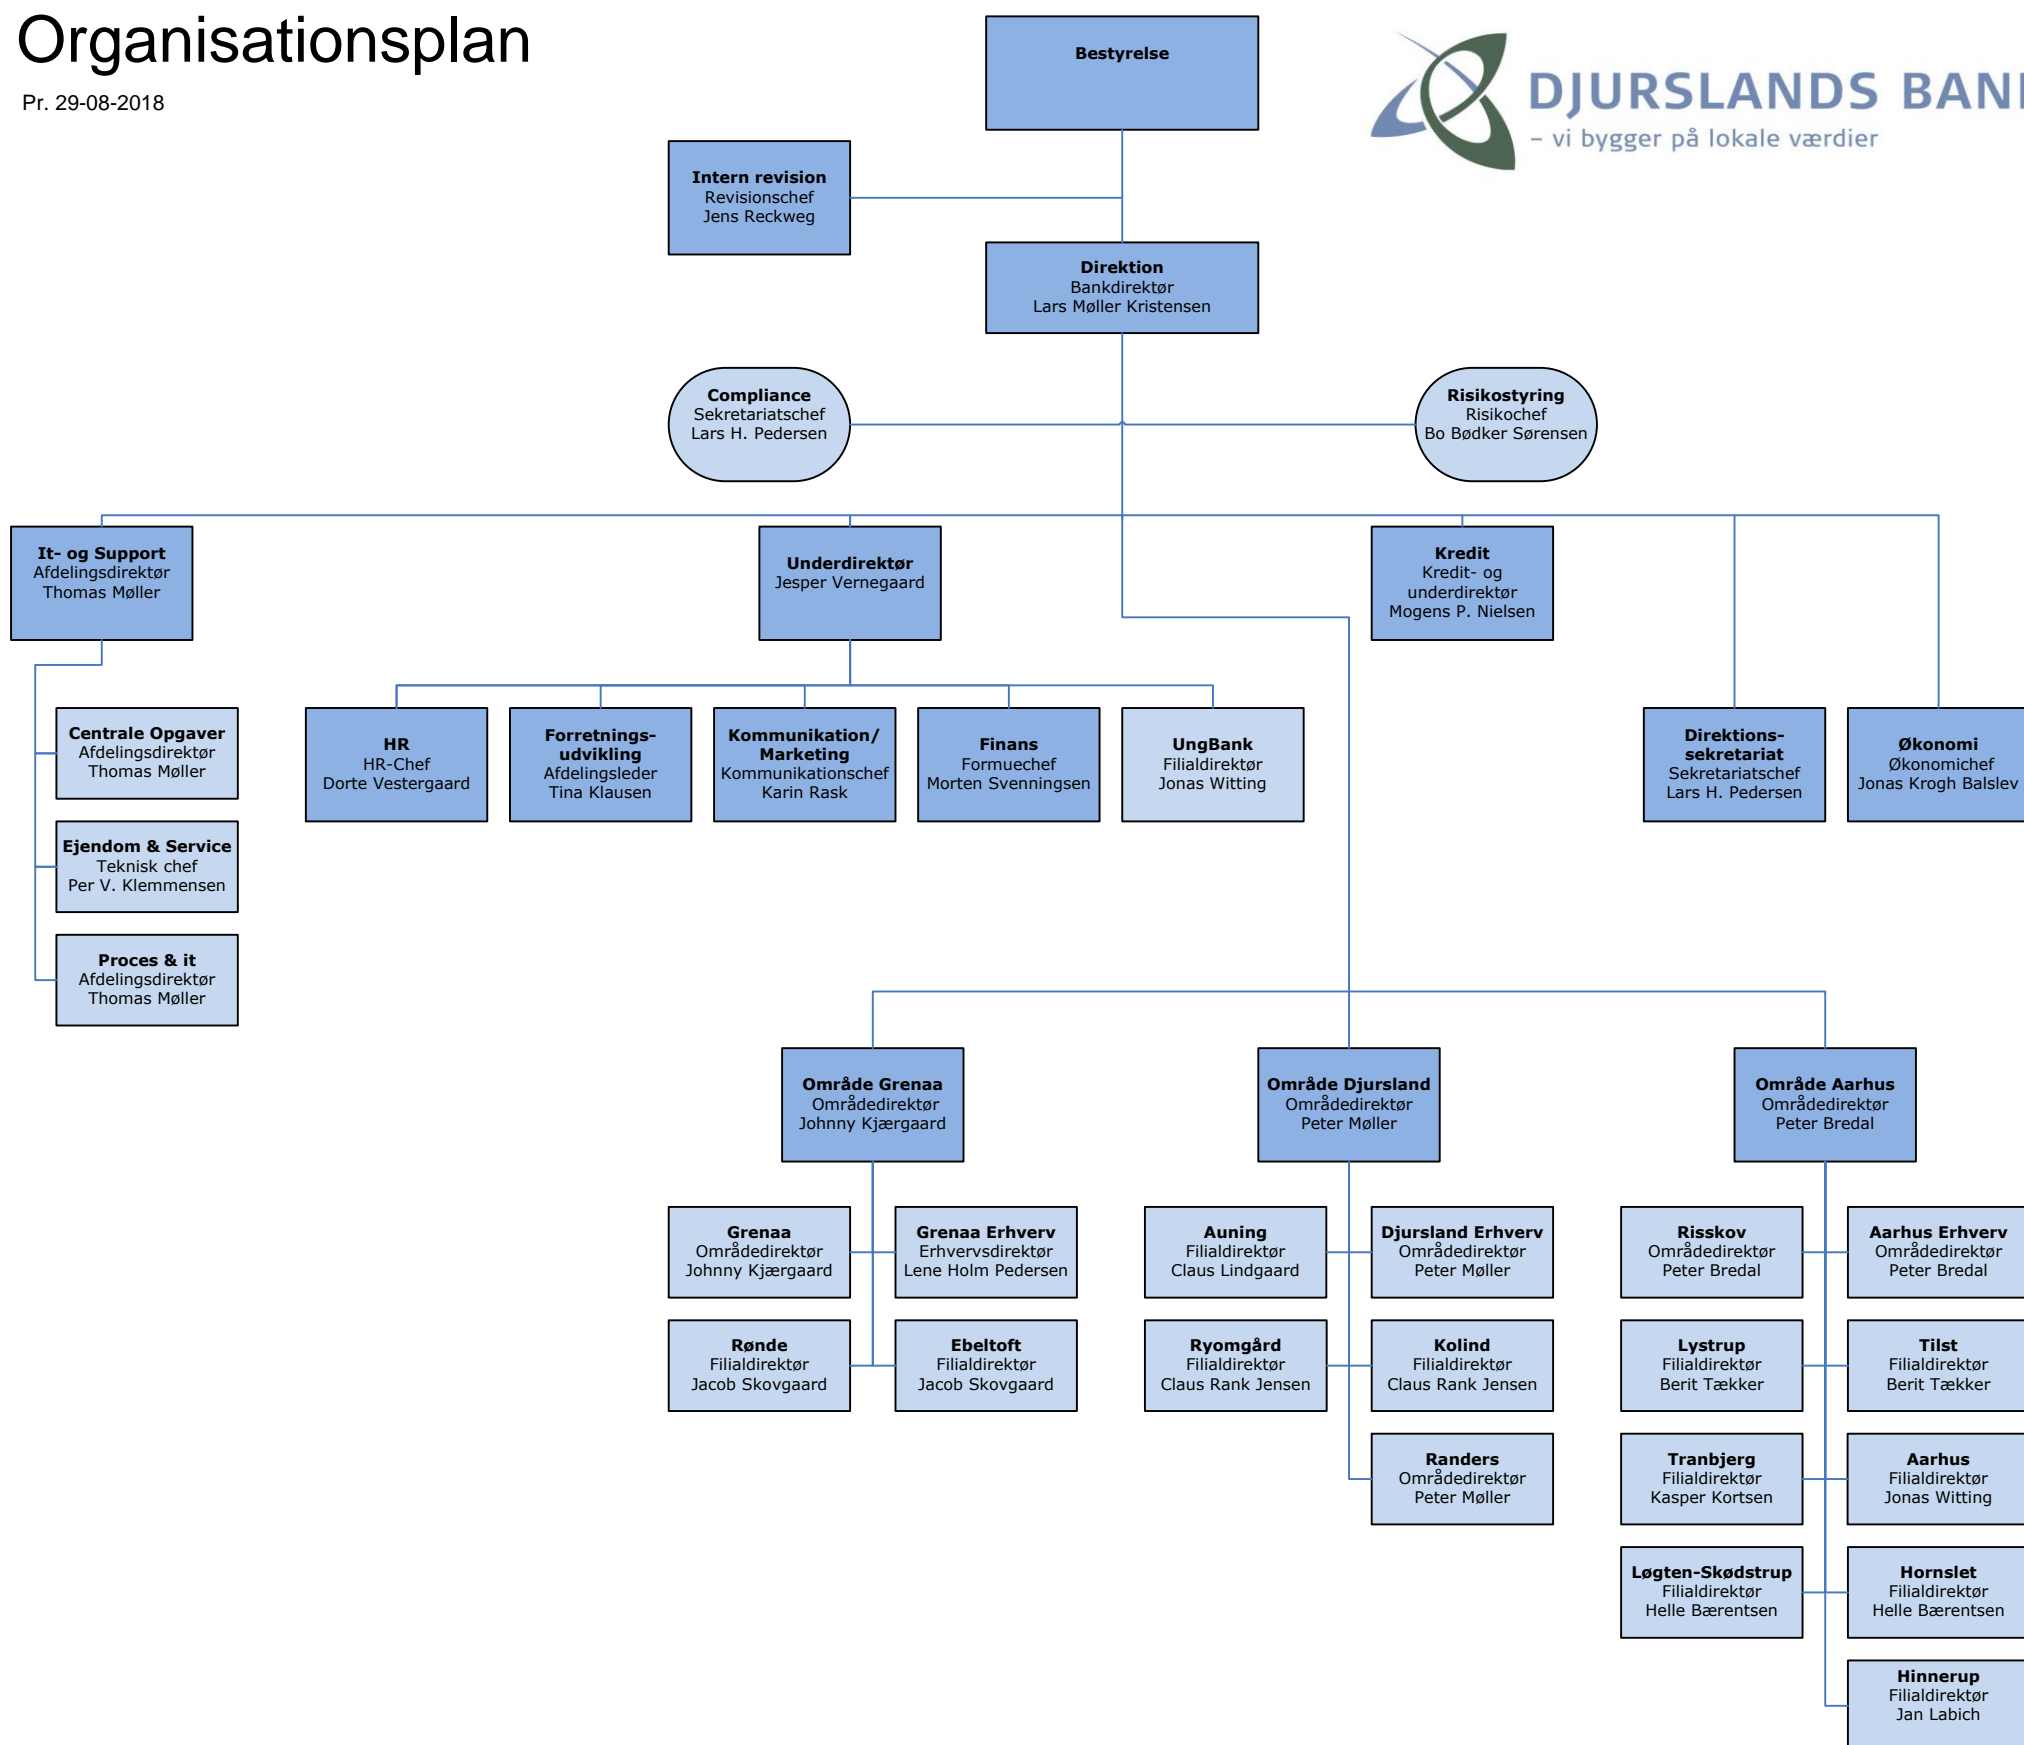 Organisationsplan
Pr. 29-08-2018
Bestyrelse
DJURSLANDS BAN
– vi bygger på lokale værdier
Intern revision
Revisionschef
Jens Reckweg
Direktion
Bankdirektør
Lars Møller Kristensen
Compliance
Sekretariatschef
Lars H. Pedersen
Risikostyring
Risikochef
Bo Bødker Sørensen
It- og Support
Afdelingsdirektør
Thomas Møller
Underdirektør
Jesper Vernegaard
Kredit
Kredit- og
underdirektør
Mogens P. Nielsen
Centrale Opgaver
Afdelingsdirektør
Thomas Møller
Ejendom & Service
Teknisk chef
Per V. Klemmensen
Proces & it
Afdelingsdirektør
Thomas Møller
HR
HR-Chef
Dorte Vestergaard
Forretnings-
udvikling
Afdelingsleder
Tina Klausen
Kommunikation/
Marketing
Kommunikationschef
Karin Rask
Finans
Formuechef
Morten Svenningsen
UngBank
Filialdirektør
Jonas Witting
Direktions-
sekretariat
Sekretariatschef
Lars H. Pedersen
Økonomi
Økonomichef
Jonas Krogh Balslev
Område Grenaa
Områdedirektør
Johnny Kjærgaard
Område Djursland
Områdedirektør
Peter Møller
Område Aarhus
Områdedirektør
Peter Bredal
Grenaa
Områdedirektør
Johnny Kjærgaard
Grenaa Erhverv
Erhvervsdirektør
Lene Holm Pedersen
Rønde
Filialdirektør
Jacob Skovgaard
Ebeltoft
Filialdirektør
Jacob Skovgaard
Auning
Filialdirektør
Claus Lindgaard
Djursland Erhverv
Områdedirektør
Peter Møller
Ryomgård
Filialdirektør
Claus Rank Jensen
Kolind
Filialdirektør
Claus Rank Jensen
Randers
Områdedirektør
Peter Møller
Risskov
Områdedirektør
Peter Bredal
Aarhus Erhverv
Områdedirektør
Peter Bredal
Lystrup
Filialdirektør
Berit Tækker
Tilst
Filialdirektør
Berit Tækker
Tranbjerg
Filialdirektør
Kasper Kortsen
Aarhus
Filialdirektør
Jonas Witting
Løgten-Skødstrup
Filialdirektør
Helle Bærentsen
Hornslet
Filialdirektør
Helle Bærentsen
Hinnerup
Filialdirektør
Jan Labich